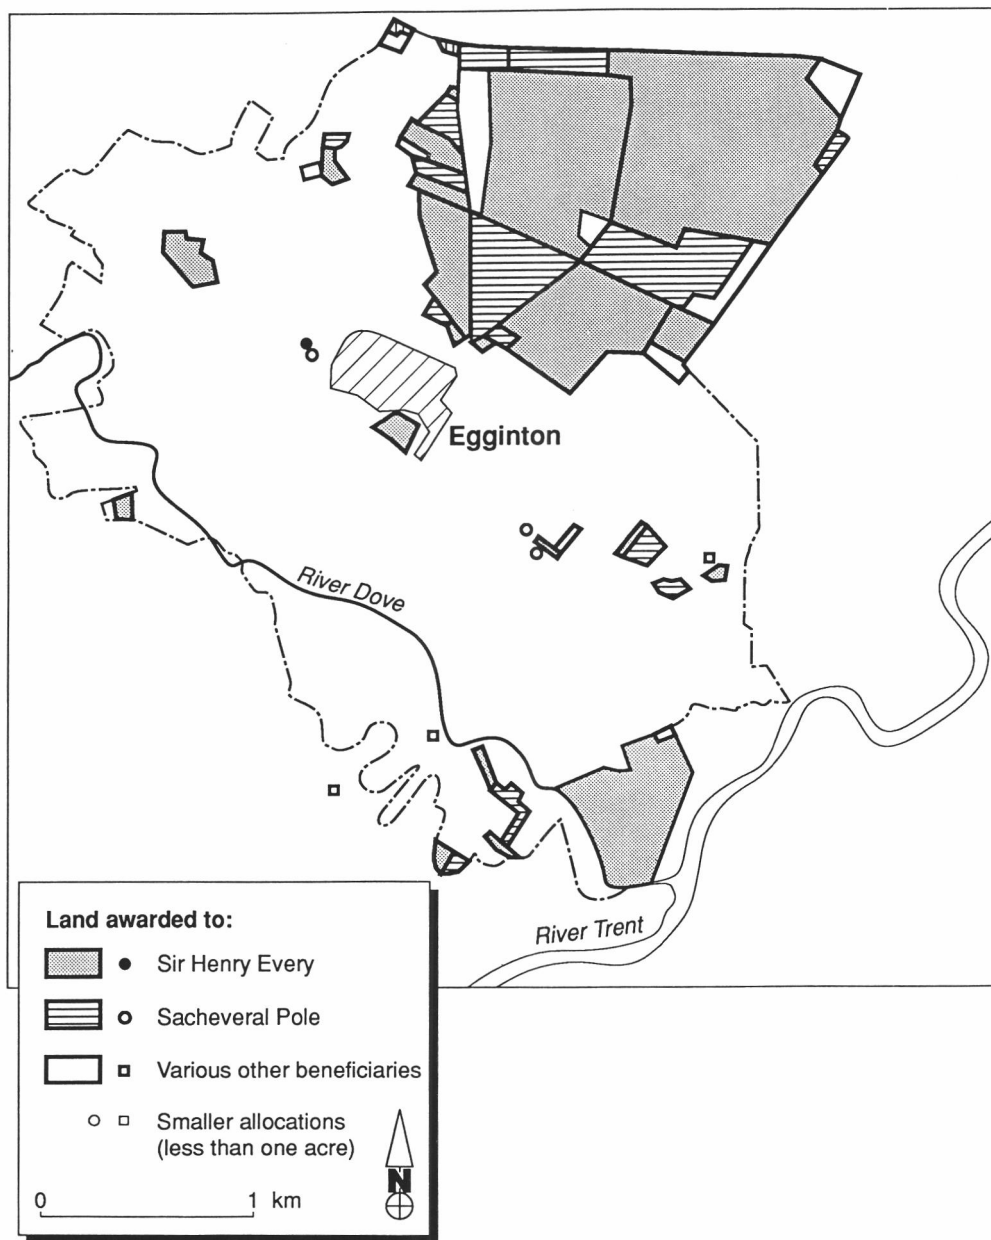 Egginton
River Dove
River Trent
Land awarded to:
Sir Henry Every
Sacheveral Pole
Various other beneficiaries
Smaller allocations
(less than one acre)
N
0 1 km